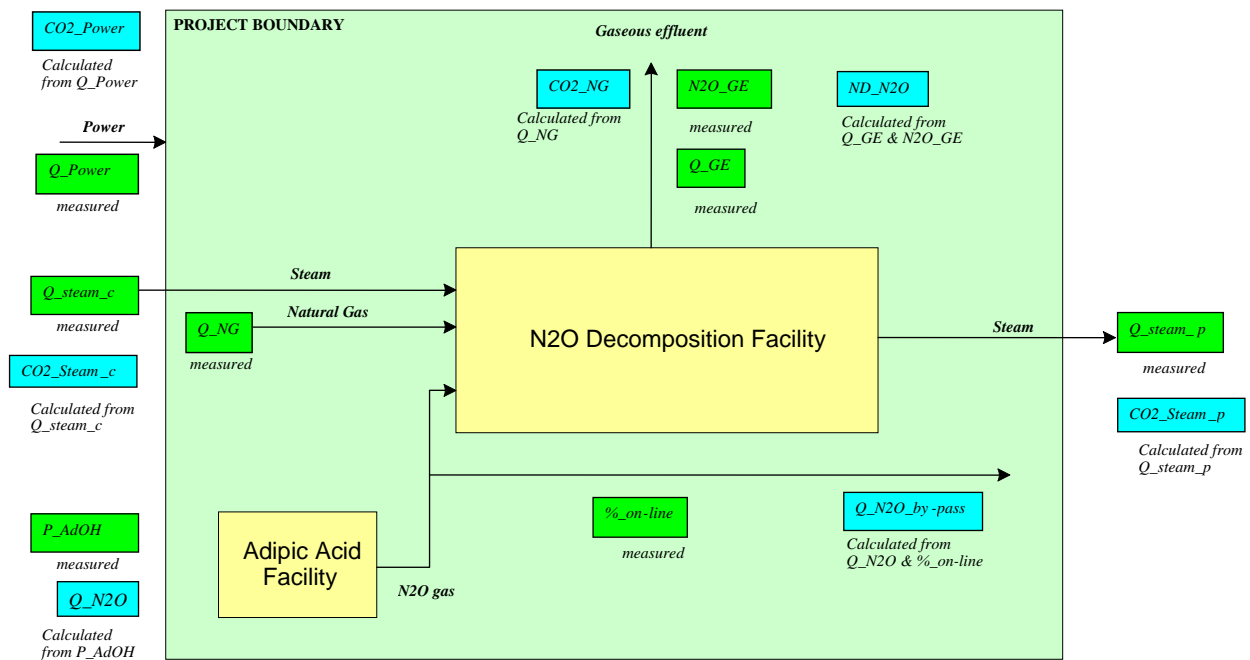 CO2_Power
Calculated
from Q_Power
Power
Q_Power
measured
PROJECT BOUNDARY
Gaseous effluent
CO2_NG
Calculated from
Q_NG
N2O_GE
measured
Q_GE
measured
ND_N2O
Calculated from
Q_GE & N2O_GE
Q_steam_c
measured
CO2_Steam_c
Calculated from
Q_steam_c
Steam
Natural Gas
Q_NG
measured
N2O Decomposition Facility
Steam
Q_steam_ p
measured
CO2_Steam_p
Calculated from
Q_steam_p
P_AdOH
measured
Q_N2O
Calculated
from P_AdOH
Adipic Acid
Facility
N2O gas
%_on-line
measured
Q_N2O_by -pass
Calculated from
Q_N2O & %_on-line